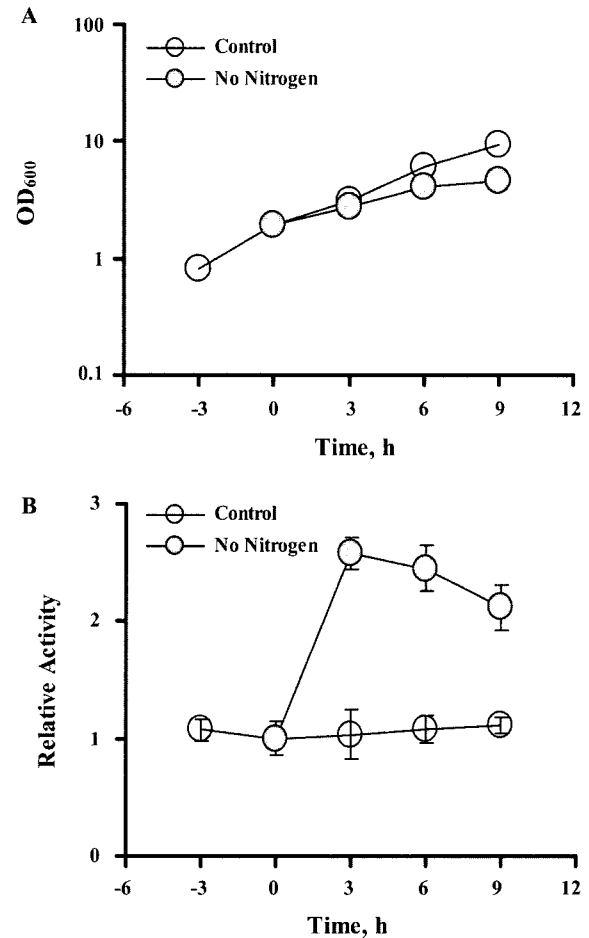 A
100
10
1
0.1
OD600
Control
No Nitrogen
-6 -3 0 3 6 9 12
Time, h
B
3
2
1
0
Relative Activity
Control
No Nitrogen
-6 -3 0 3 6 9 12
Time, h